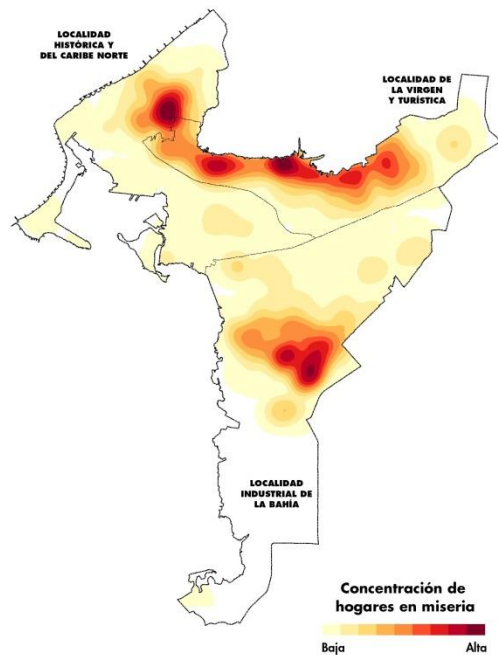 LOCALIDAD
HISTÓRICA Y
DEL CARIBE NORTE
LOCALIDAD DE
LA VIRGEN
Y TURÍSTICA
LOCALIDAD
INDUSTRIAL DE
LA BAHÍA
Concentración de
hogares en miseria
Baja
Alta